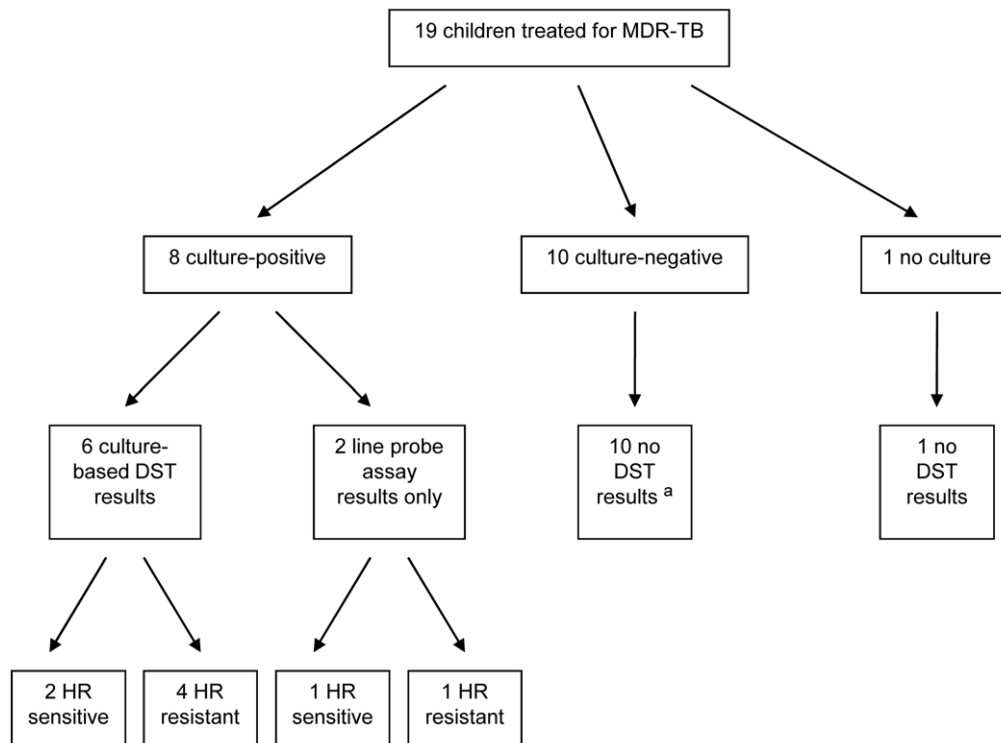 19 children treated for MDR-TB
8 culture-positive
10 culture-negative
1 no culture
6 culture-
based DST
results
2 line probe
assay
results only
10 no
DST
results a
1 no
DST
results
2 HR
sensitive
4 HR
resistant
1 HR
sensitive
1 HR
resistant